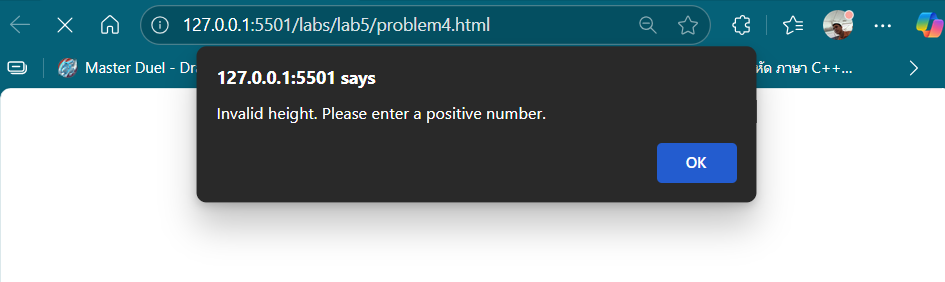 127.0.0.1:5501/labs/lab5/problem4.html
Master Duel - Dra
หัด ภาษา C++...
127.0.0.1:5501 says
Invalid height. Please enter a positive number.
OK